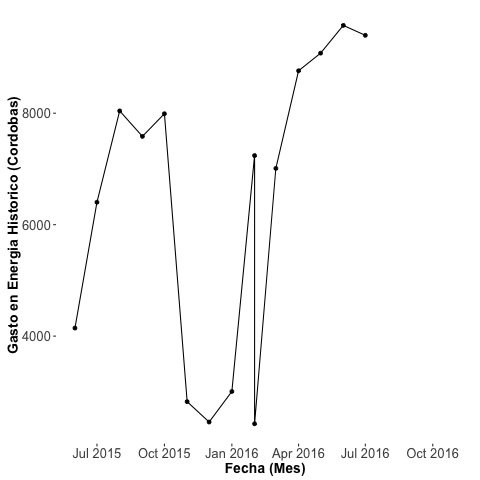 Gasto en Energia Historico (Cordobas)
8000
6000
4000
Jul 2015 Oct 2015 Jan 2016 Apr 2016 Jul 2016 Oct 2016
Fecha (Mes)